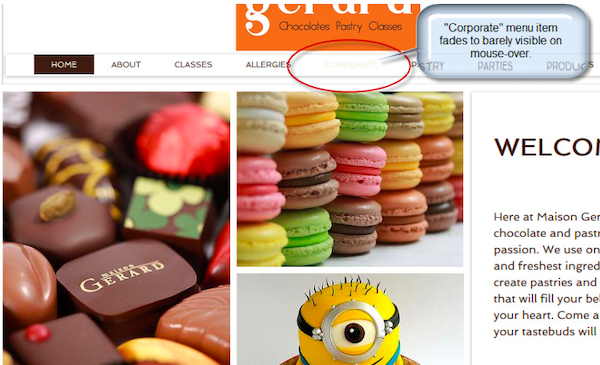 gerard
Chocolates Pastry Classes
"Corporate" menu item
fades to barely visible on
mouse-over.
HOME ABOUT CLASSES ALLERGIES CORPORATE PASTRY PARTIES PRODUC S
maison
GERARD
WELCOM
Here at Maison Ger
chocolate and pastr
passion. We use on
and freshest ingred
create pastries and
that will fill your bel
your heart. Come a
your tastebuds will